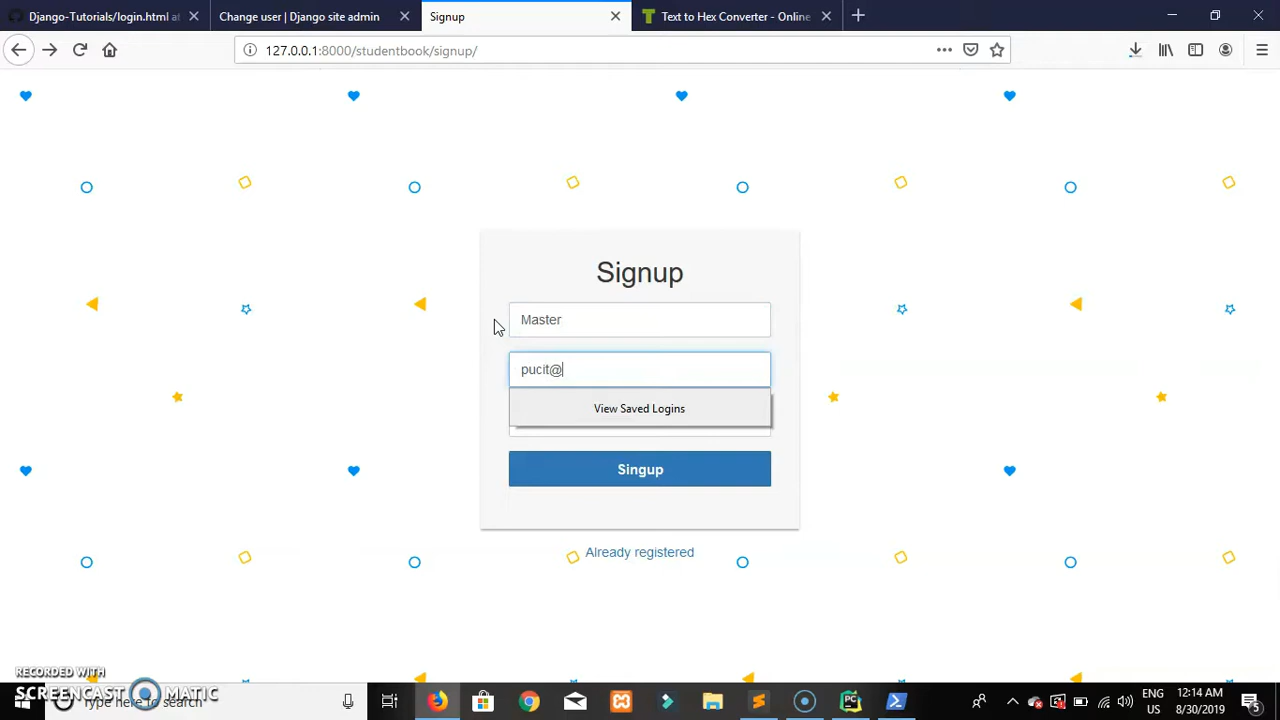 Django-Tutorials/login.html at
Change user | Django site admin
Signup
Text to Hex Converter - Online
127.0.0.1:8000/studentbook/signup/
Signup
Master
pucit@
View Saved Logins
Singup
Already registered
RECORDED WITH
SCREENCAST MATIC
Type here to search
ENG
US
12:14 AM
8/30/2019
5